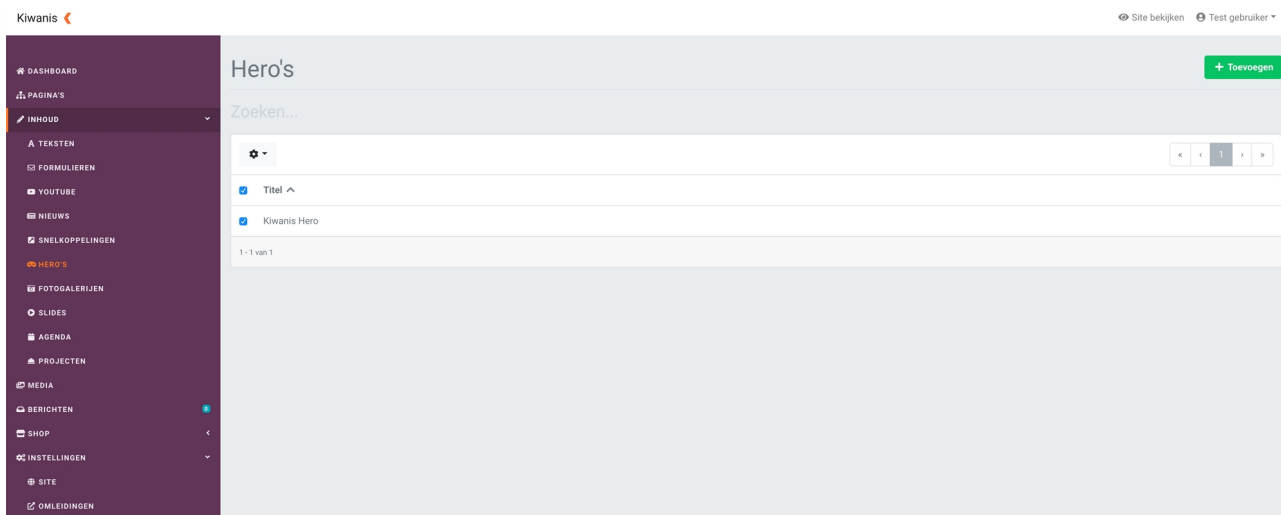 Kiwanis
Site bekijken
Test gebruiker
DASHBOARD
PAGINA'S
INHOUD
TEKSTEN
FORMULIEREN
YOUTUBE
NIEUWS
SNELKOPPELINGEN
HERO'S
FOTOGALERIJEN
SLIDES
AGENDA
PROJECTEN
MEDIA
BERICHTEN 0
SHOP
INSTELLINGEN
SITE
OMLEIDINGEN
Hero's
+ Toevoegen
Zoeken...
« ‹ 1 › »
Titel
Kiwanis Hero
1 - 1 van 1